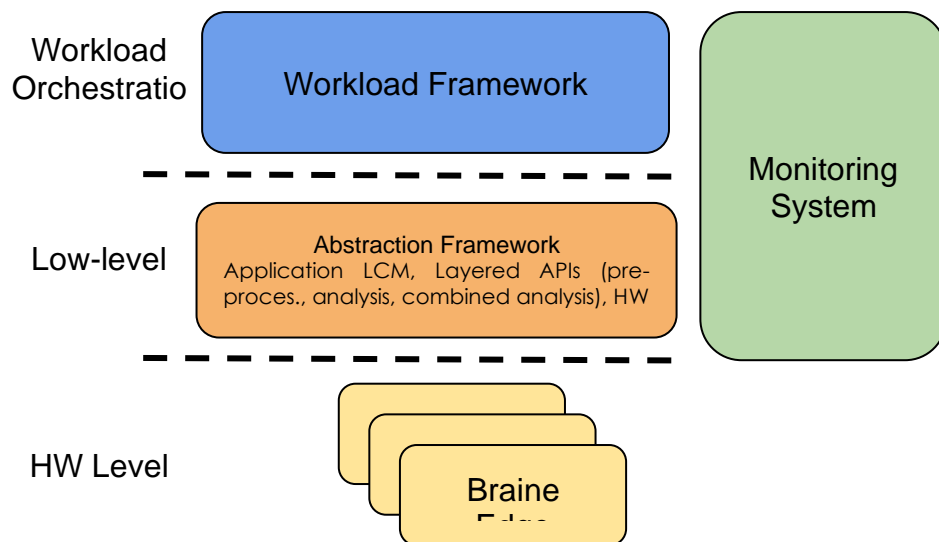 Workload
Orchestratio
Workload Framework
Monitoring
System
Low-level
Abstraction Framework
Application LCM, Layered APIs (pre-
proces., analysis, combined analysis), HW
HW Level
Braine
Edge